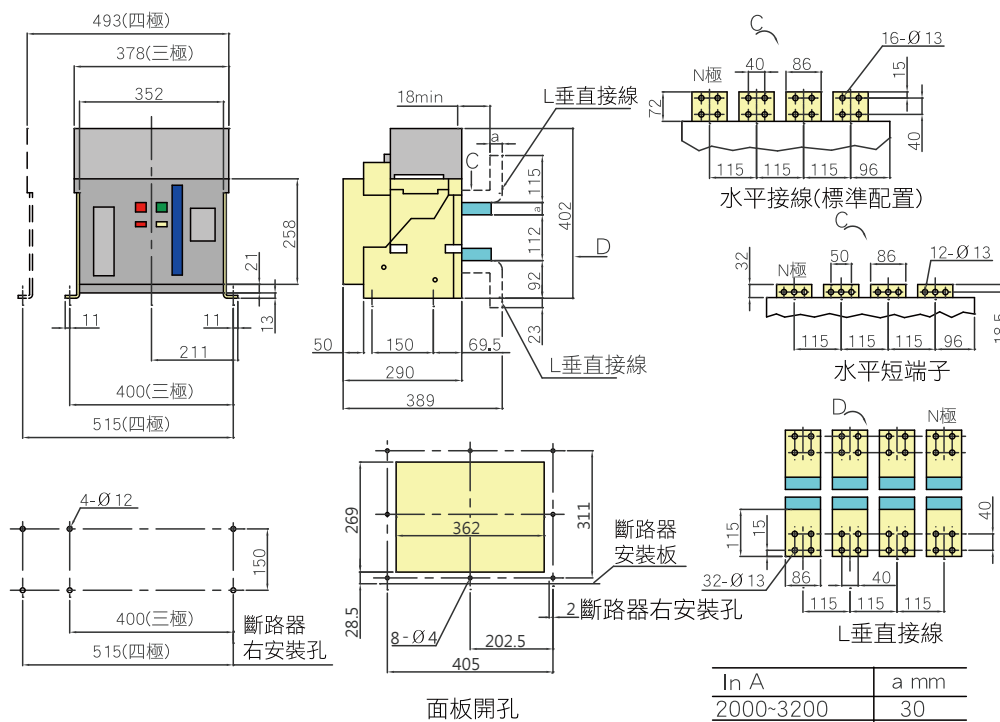 493(四極)
378(三極)
352
258
21
13
11
11
211
400(三極)
515(四極)
18min
L垂直接線
a
C
115
a
402
112
D
92
23
50
150
69.5
290
389
L垂直接線
C
16-Ø13
N極
40
86
15
72
40
115
115
115
96
水平接線(標準配置)
C
12-Ø13
32
N極
50
86
18.5
115
115
115
96
水平短端子
4-Ø12
150
400(三極)
515(四極)
斷路器
右安裝孔
269
362
311
斷路器
安裝板
28.5
8-Ø4
2
斷路器右安裝孔
202.5
405
面板開孔
D
N極
115
15
40
32-Ø13
86
40
115
115
115
L垂直接線
In A a mm
2000~3200 30